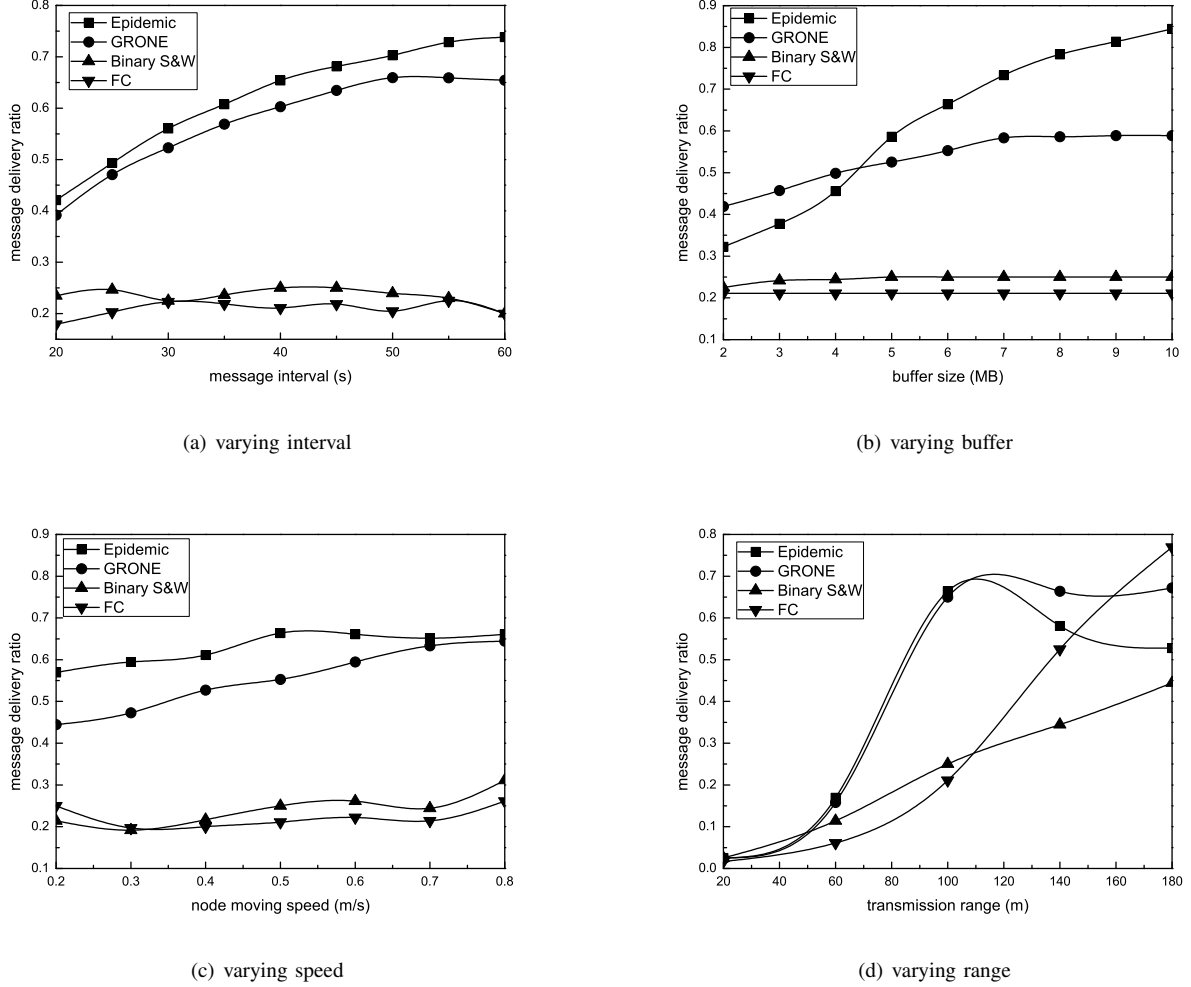 Epidemic
GRONE
Binary S&W
FC
message delivery ratio
0.8
0.7
0.6
0.5
0.4
0.3
0.2
20 30 40 50 60
message interval (s)
(a) varying interval
Epidemic
GRONE
Binary S&W
FC
message delivery ratio
0.9
0.8
0.7
0.6
0.5
0.4
0.3
0.2
0.1
2 3 4 5 6 7 8 9 10
buffer size (MB)
(b) varying buffer
Epidemic
GRONE
Binary S&W
FC
message delivery ratio
0.9
0.8
0.7
0.6
0.5
0.4
0.3
0.2
0.1
0.2 0.3 0.4 0.5 0.6 0.7 0.8
node moving speed (m/s)
(c) varying speed
Epidemic
GRONE
Binary S&W
FC
message delivery ratio
0.8
0.7
0.6
0.5
0.4
0.3
0.2
0.1
0.0
20 60 80 100 120 140 160 180
transmission range (m)
(d) varying range